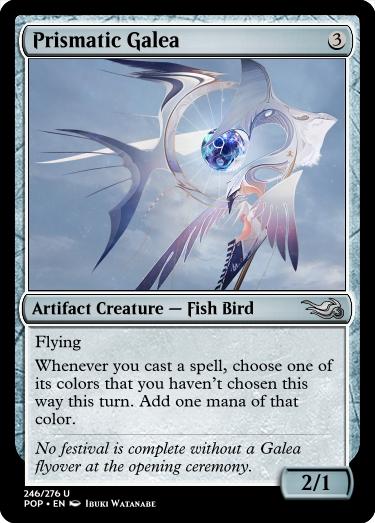 Prismatic Galea 3
Artifact Creature — Fish Bird
Flying
Whenever you cast a spell, choose one of
its colors that you haven't chosen this
way this turn. Add one mana of that
color.
No festival is complete without a Galea
flyover at the opening ceremony.
2/1
246/276 U
POP • EN Ibuki Watanabe